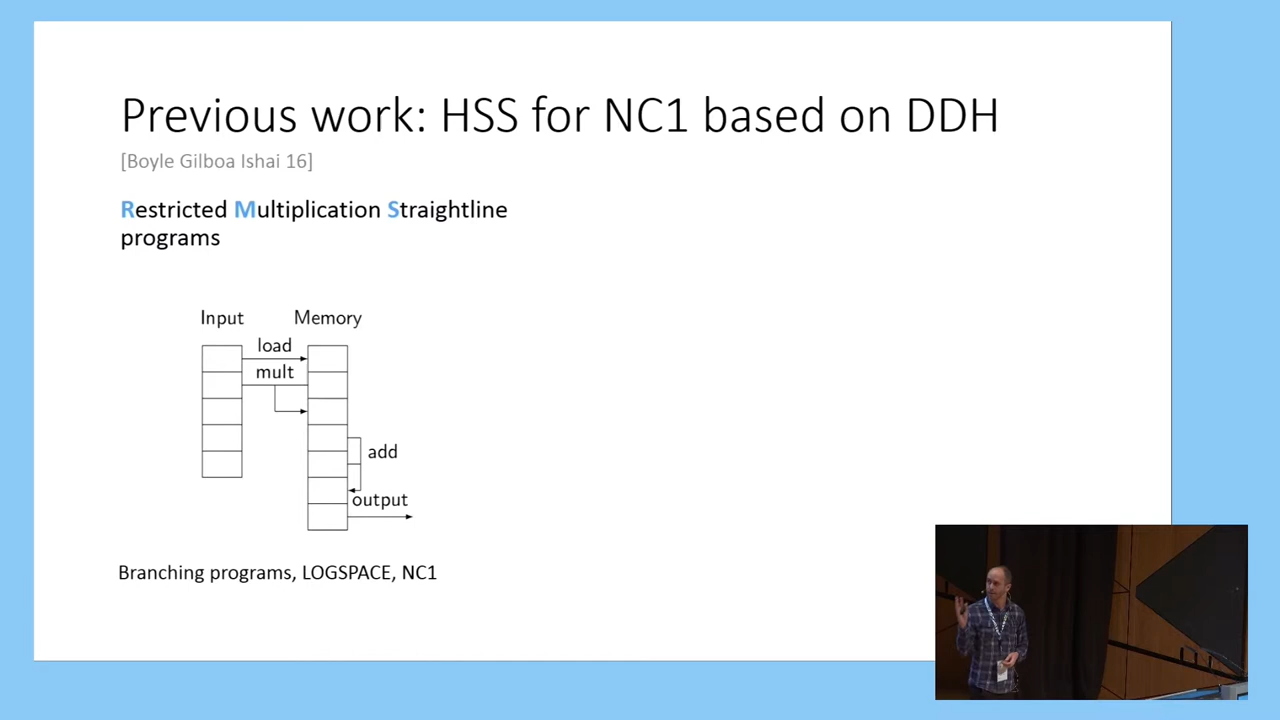 Previous work: HSS for NC1 based on DDH
[Boyle Gilboa Ishai 16]
Restricted Multiplication Straightline
programs
Input Memory
load
mult
add
output
Branching programs, LOGSPACE, NC1